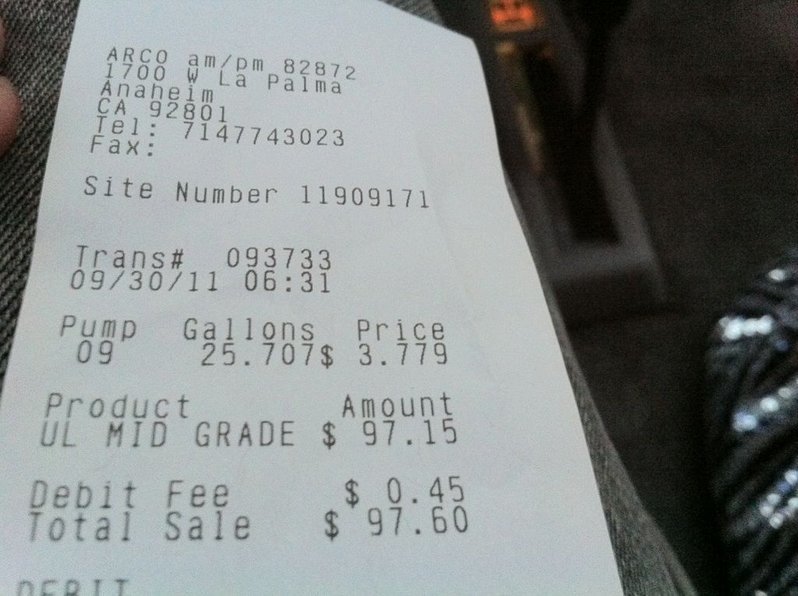 ARCO am/pm 82872
1700 W La Palma
Anaheim
CA 92801
Tel: 7147743023
Fax:
Site Number 11909171
Trans# 093733
09/30/11 06:31
Pump Gallons Price
09 25.707$ 3.779
Product Amount
UL MID GRADE $ 97.15
Debit Fee $ 0.45
Total Sale $ 97.60
DEBIT